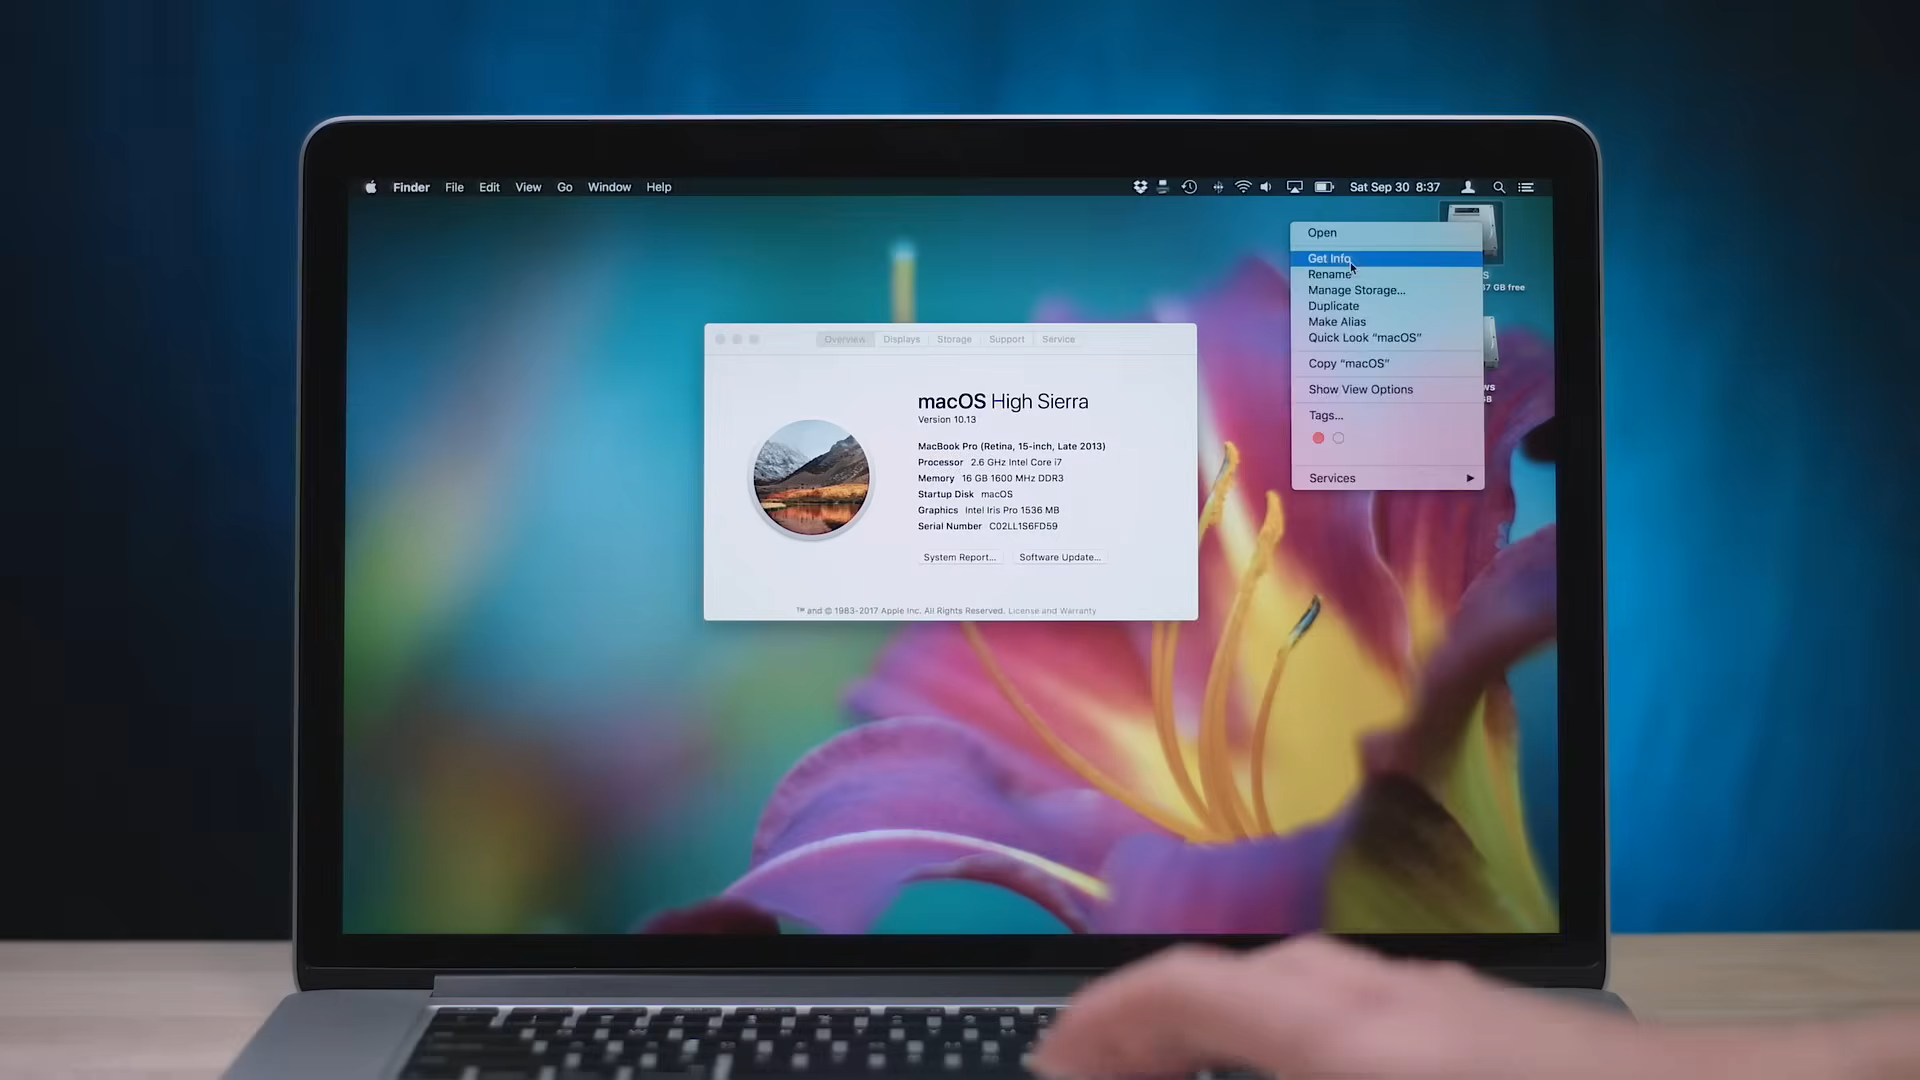 Finder File Edit View Go Window Help Sat Sep 30 8:37
Open
Get Info
Rename
Manage Storage...
Duplicate
Make Alias
Quick Look “macOS”
Copy “macOS”
Show View Options
Tags...
Services
GB free
Overview Displays Storage Support Service
macOS High Sierra
Version 10.13
MacBook Pro (Retina, 15-inch, Late 2013)
Processor 2.6 GHz Intel Core i7
Memory 16 GB 1600 MHz DDR3
Startup Disk macOS
Graphics Intel Iris Pro 1536 MB
Serial Number C02LL1S6FD59
System Report... Software Update...
™ and © 1983-2017 Apple Inc. All Rights Reserved. License and Warranty